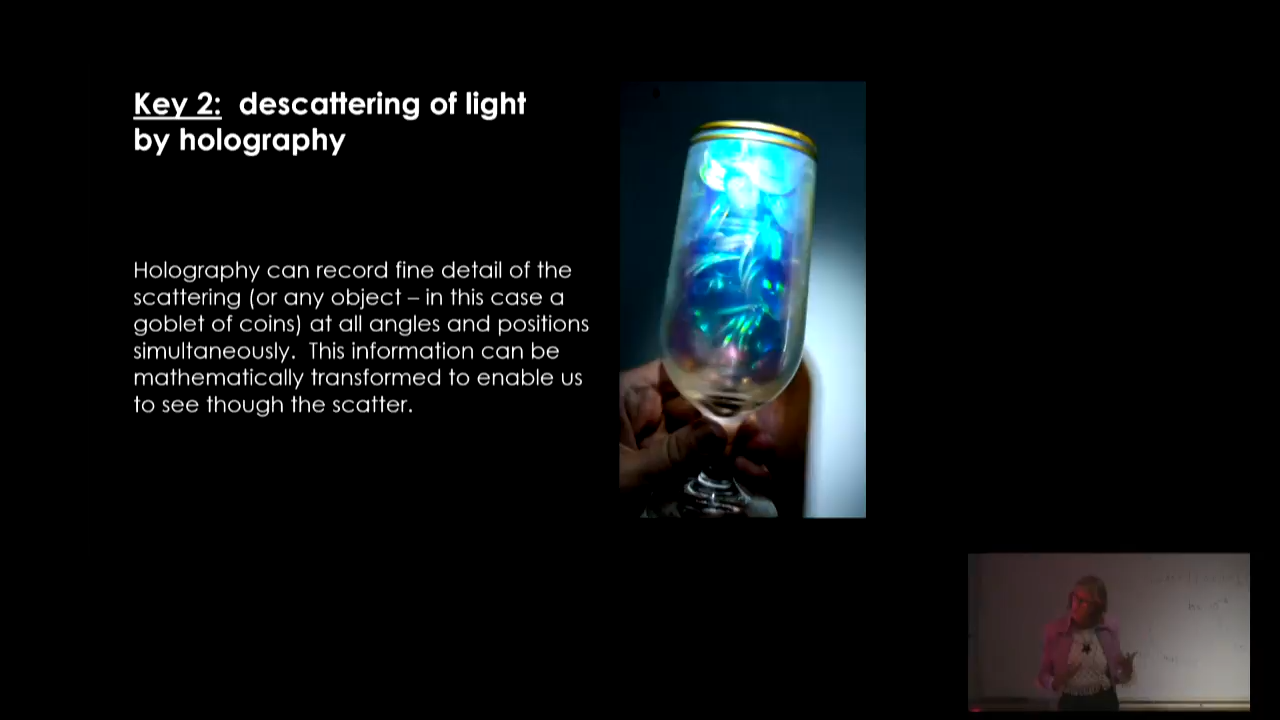 Key 2:  descattering of light
by holography
Holography can record fine detail of the
scattering (or any object – in this case a
goblet of coins) at all angles and positions
simultaneously.  This information can be
mathematically transformed to enable us
to see though the scatter.